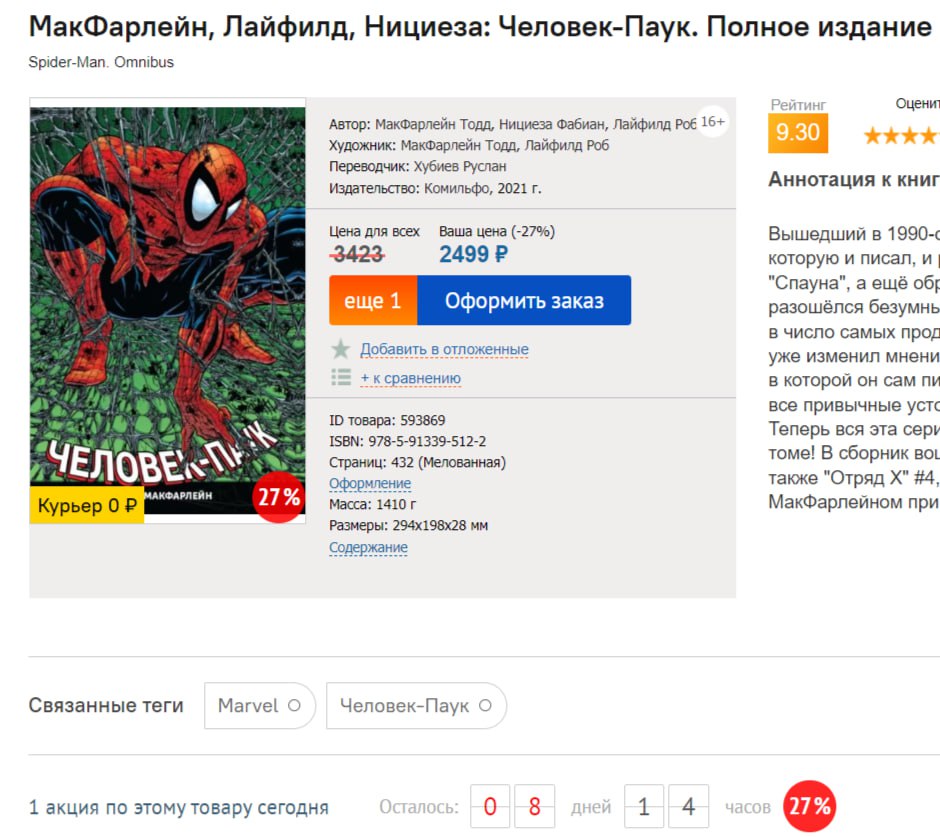 МакФарлейн, Лайфилд, Нициеза: Человек-Паук. Полное издание
Spider-Man. Omnibus
ЧЕЛОВЕК-ПАУК
МАКФАРЛЕЙН
Курьер 0 ₽
27%
Автор: МакФарлейн Тодд, Нициеза Фабиан, Лайфилд Роб
16+
Художник: МакФарлейн Тодд, Лайфилд Роб
Переводчик: Хубиев Руслан
Издательство: Комильфо, 2021 г.
Цена для всех
3423
Ваша цена (-27%)
2499 ₽
еще 1
Оформить заказ
Добавить в отложенные
+ к сравнению
ID товара: 593869
ISBN: 978-5-91339-512-2
Страниц: 432 (Мелованная)
Оформление
Масса: 1410 г
Размеры: 294x198x28 мм
Содержание
Рейтинг
9.30
Оценит
Аннотация к книг
Вышедший в 1990-о
которую и писал, и р
"Спауна", а ещё обр
разошёлся безумны
в число самых прод
уже изменил мнени
в которой он сам пи
все привычные усто
Теперь вся эта сери
томе! В сборник вош
также "Отряд X" #4,
МакФарлейном при
Связанные теги
Marvel
Человек-Паук
1 акция по этому товару сегодня
Осталось: 0 8 дней 1 4 часов
27%